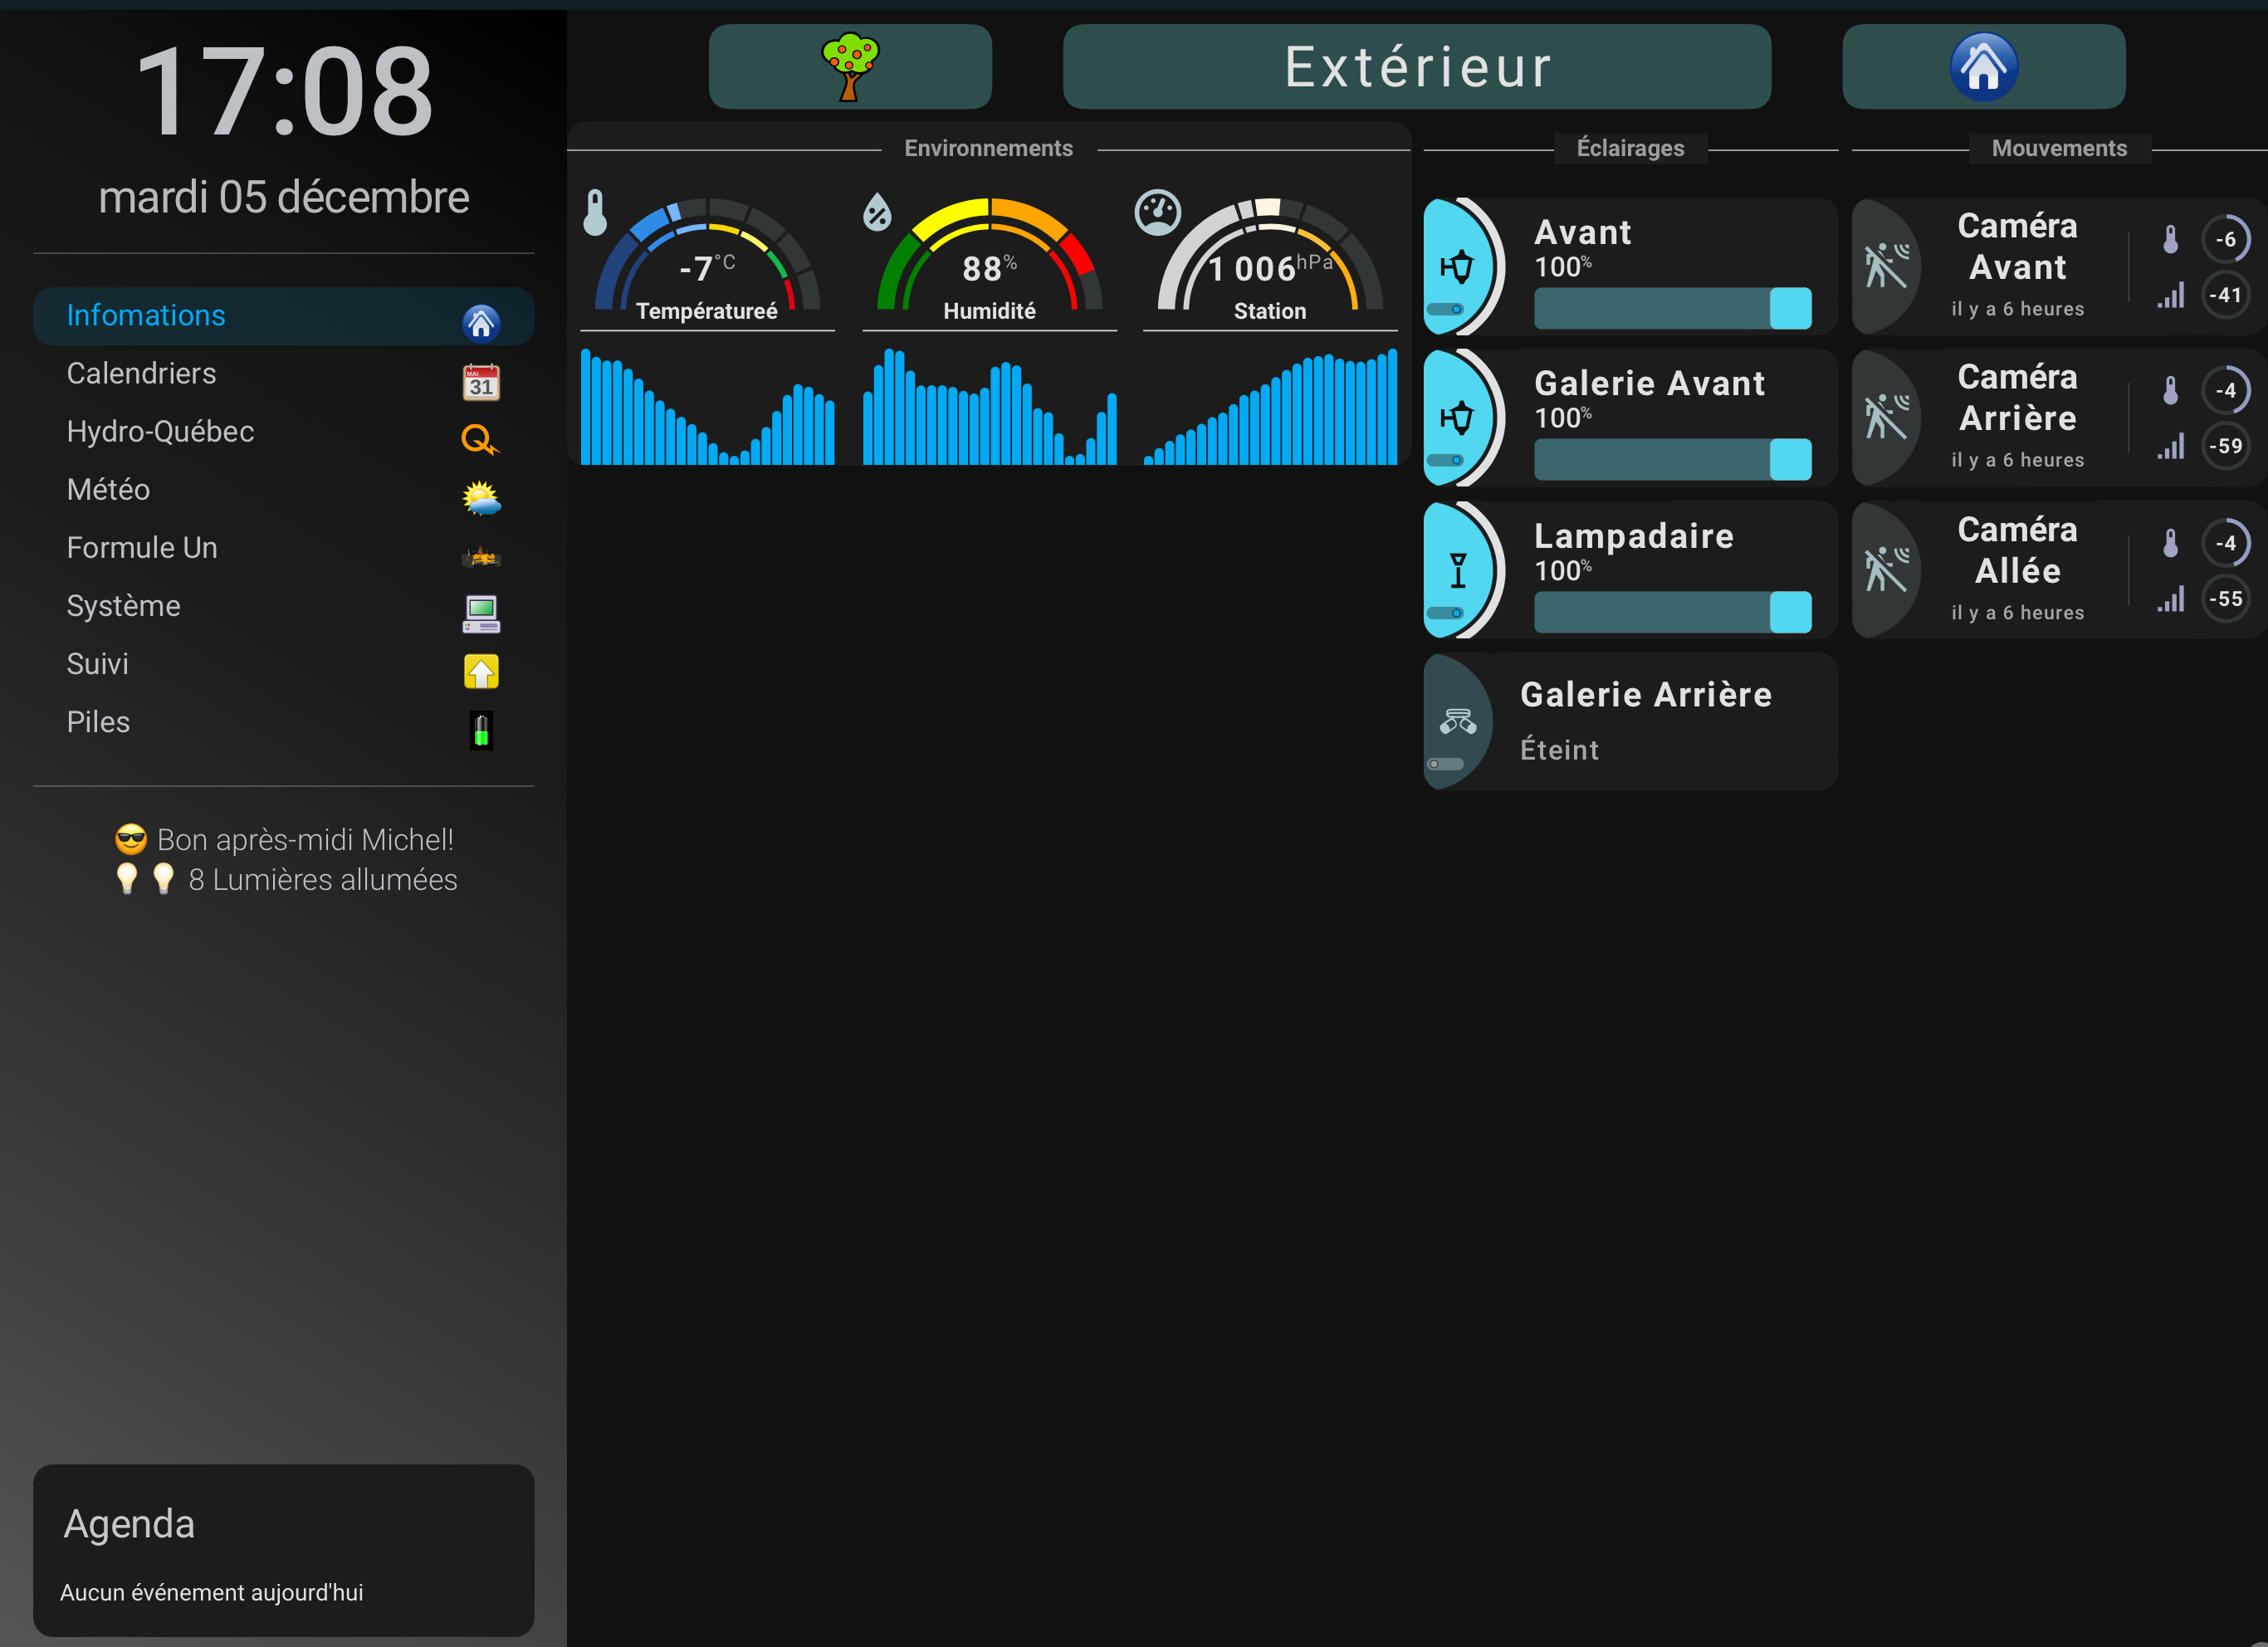 17:08
mardi 05 décembre
Infomations
Calendriers
MAI
31
Hydro-Québec
Météo
Formule Un
Système
Suivi
Piles
😎 Bon après-midi Michel!
💡 💡 8 Lumières allumées
Agenda
Aucun événement aujourd'hui
Extérieur
Environnements
-7°C
Températureé
88%
Humidité
1 006hPa
Station
Éclairages
Avant
100%
Galerie Avant
100%
Lampadaire
100%
Galerie Arrière
Éteint
Mouvements
Caméra
Avant
il y a 6 heures
-6
-41
Caméra
Arrière
il y a 6 heures
-4
-59
Caméra
Allée
il y a 6 heures
-4
-55